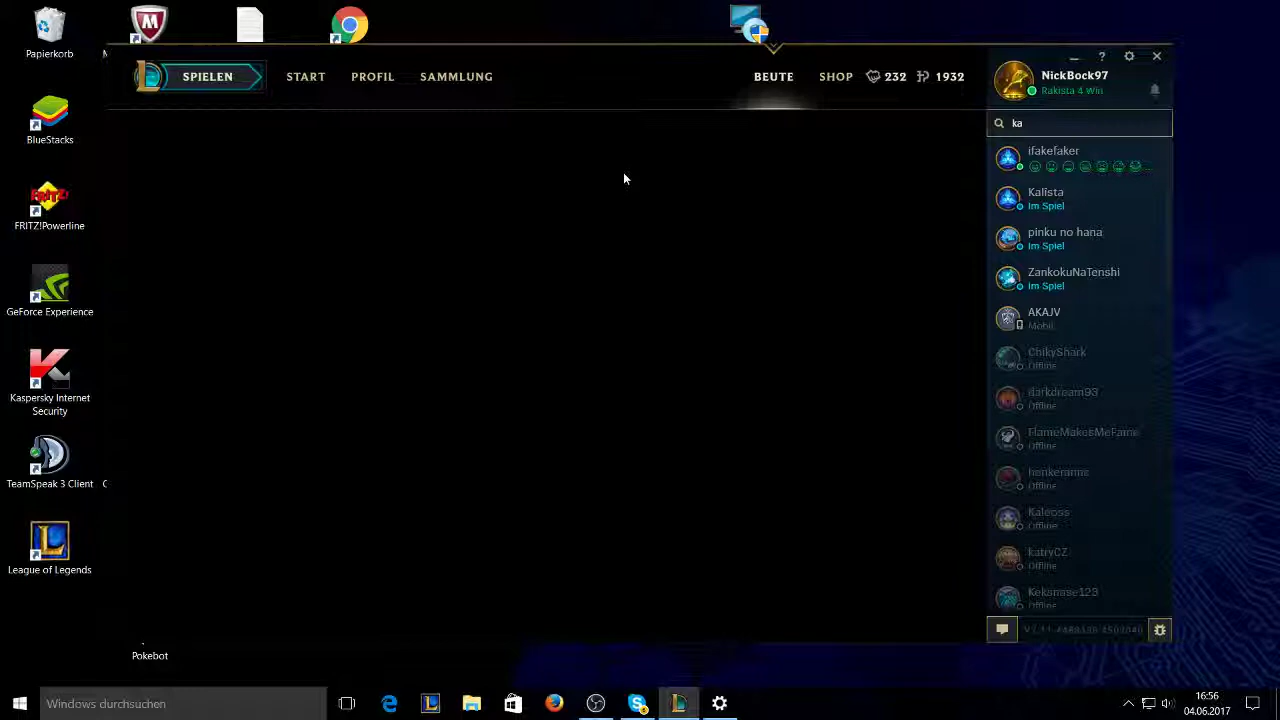 SPIELEN
START
PROFIL
SAMMLUNG
BEUTE
SHOP
232
1932
?
NickBock97
Rakista 4 Win
ka
ifakefaker
Kalista
Im Spiel
pinku no hana
Im Spiel
ZankokuNaTenshi
Im Spiel
AKAJV
Mobil
ChikyShark
Offline
darkdream93
Offline
FlameMakesMeFame
Offline
Offline
Kaleoss
Offline
katryCZ
Offline
Kekanase123
Offline
Papierkorb
BlueStacks
FRITZ!Powerline
GeForce Experience
Kaspersky Internet
Security
TeamSpeak 3 Client
League of Legends
Pokebot
Windows durchsuchen
16:56
04.06.2017